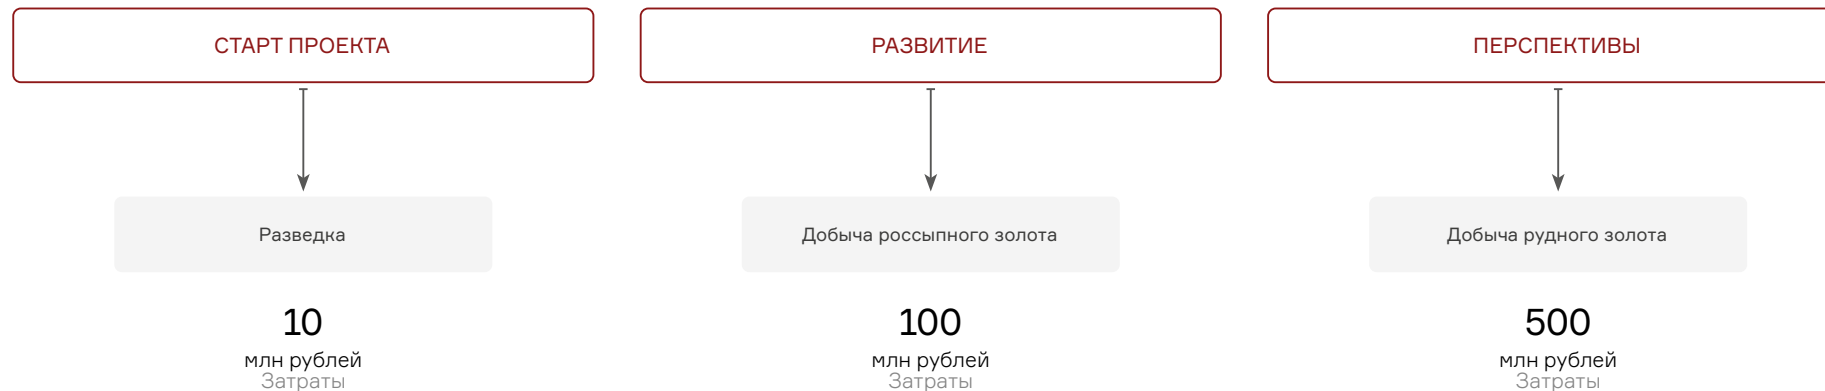 СТАРТ ПРОЕКТА
Разведка
10
млн рублей
Затраты
РАЗВИТИЕ
Добыча россыпного золота
100
млн рублей
Затраты
ПЕРСПЕКТИВЫ
Добыча рудного золота
500
млн рублей
Затраты